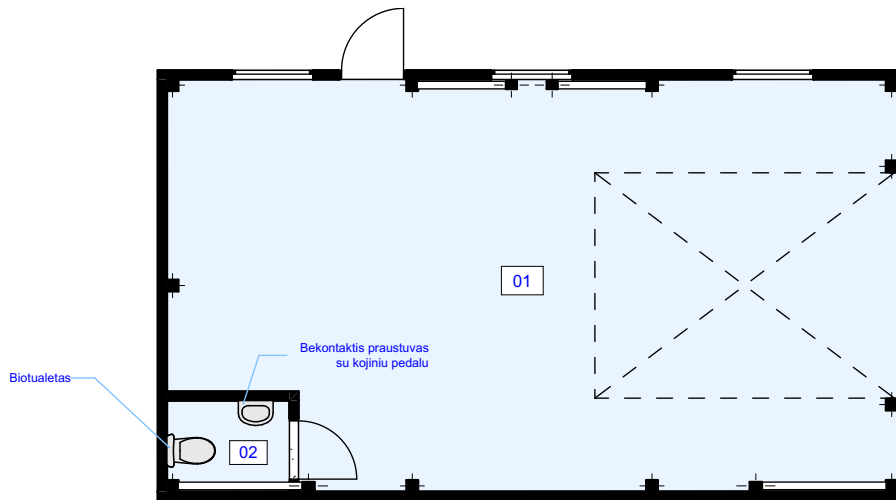 01
Bekontaktis praustuvas
su kojiniu pedalu
Biotualetas
02